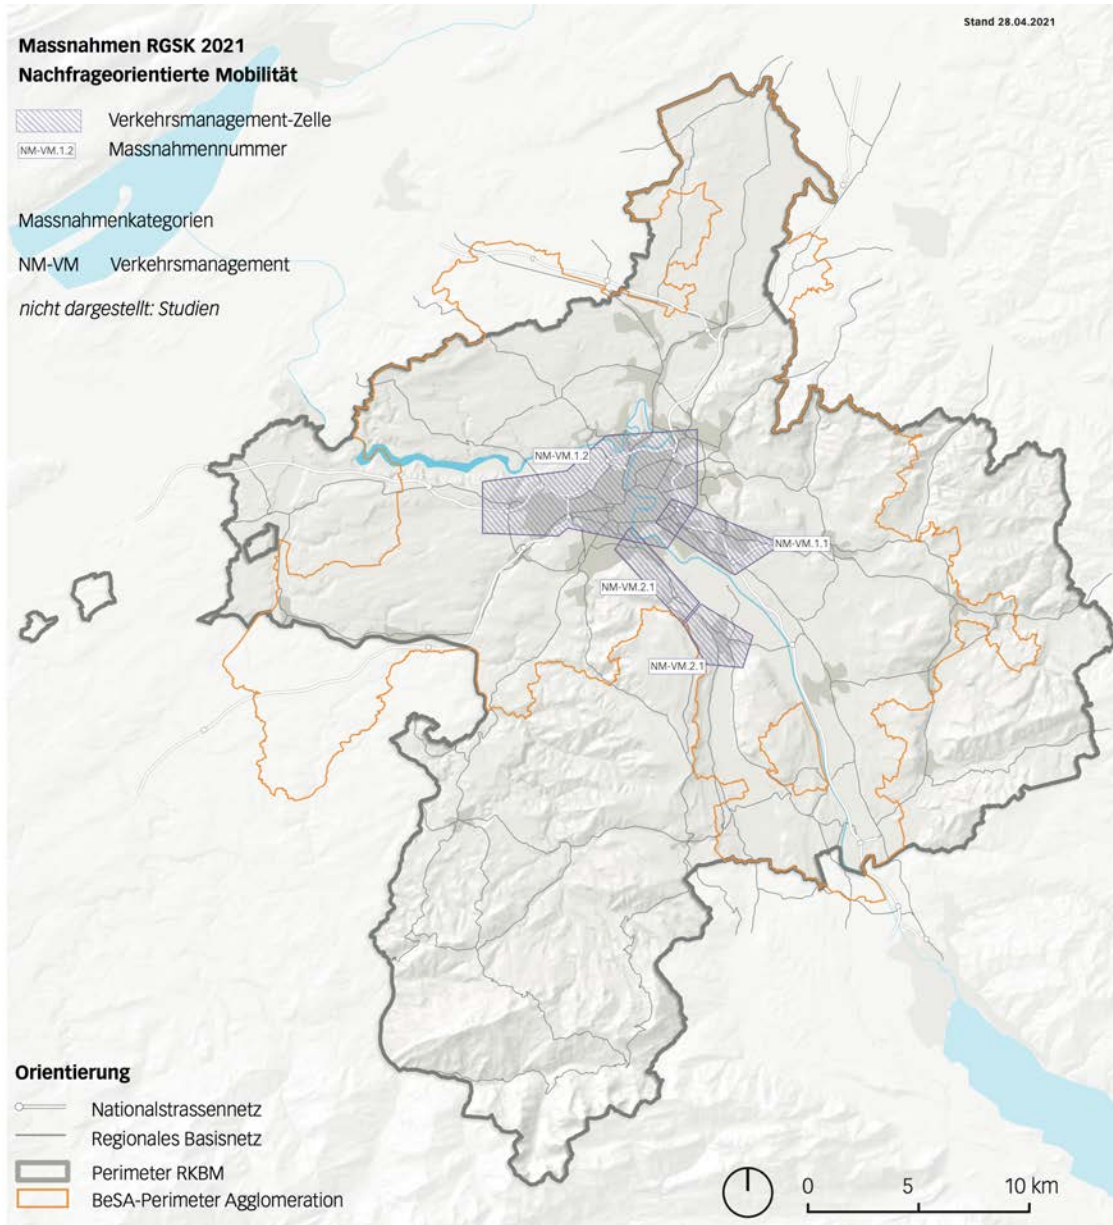 Stand 28.04.2021
Massnahmen RGSK 2021
Nachfrageorientierte Mobilität
Verkehrsmanagement-Zelle
NM-VM.1.2 Massnahmennummer
Massnahmenkategorien
NM-VM Verkehrsmanagement
nicht dargestellt: Studien
NM-VM.1.2
NM-VM.1.1
NM-VM.2.1
NM-VM.2.1
Orientierung
Nationalstrassennetz
Regionales Basisnetz
Perimeter RKBM
BeSA-Perimeter Agglomeration
0 5 10 km